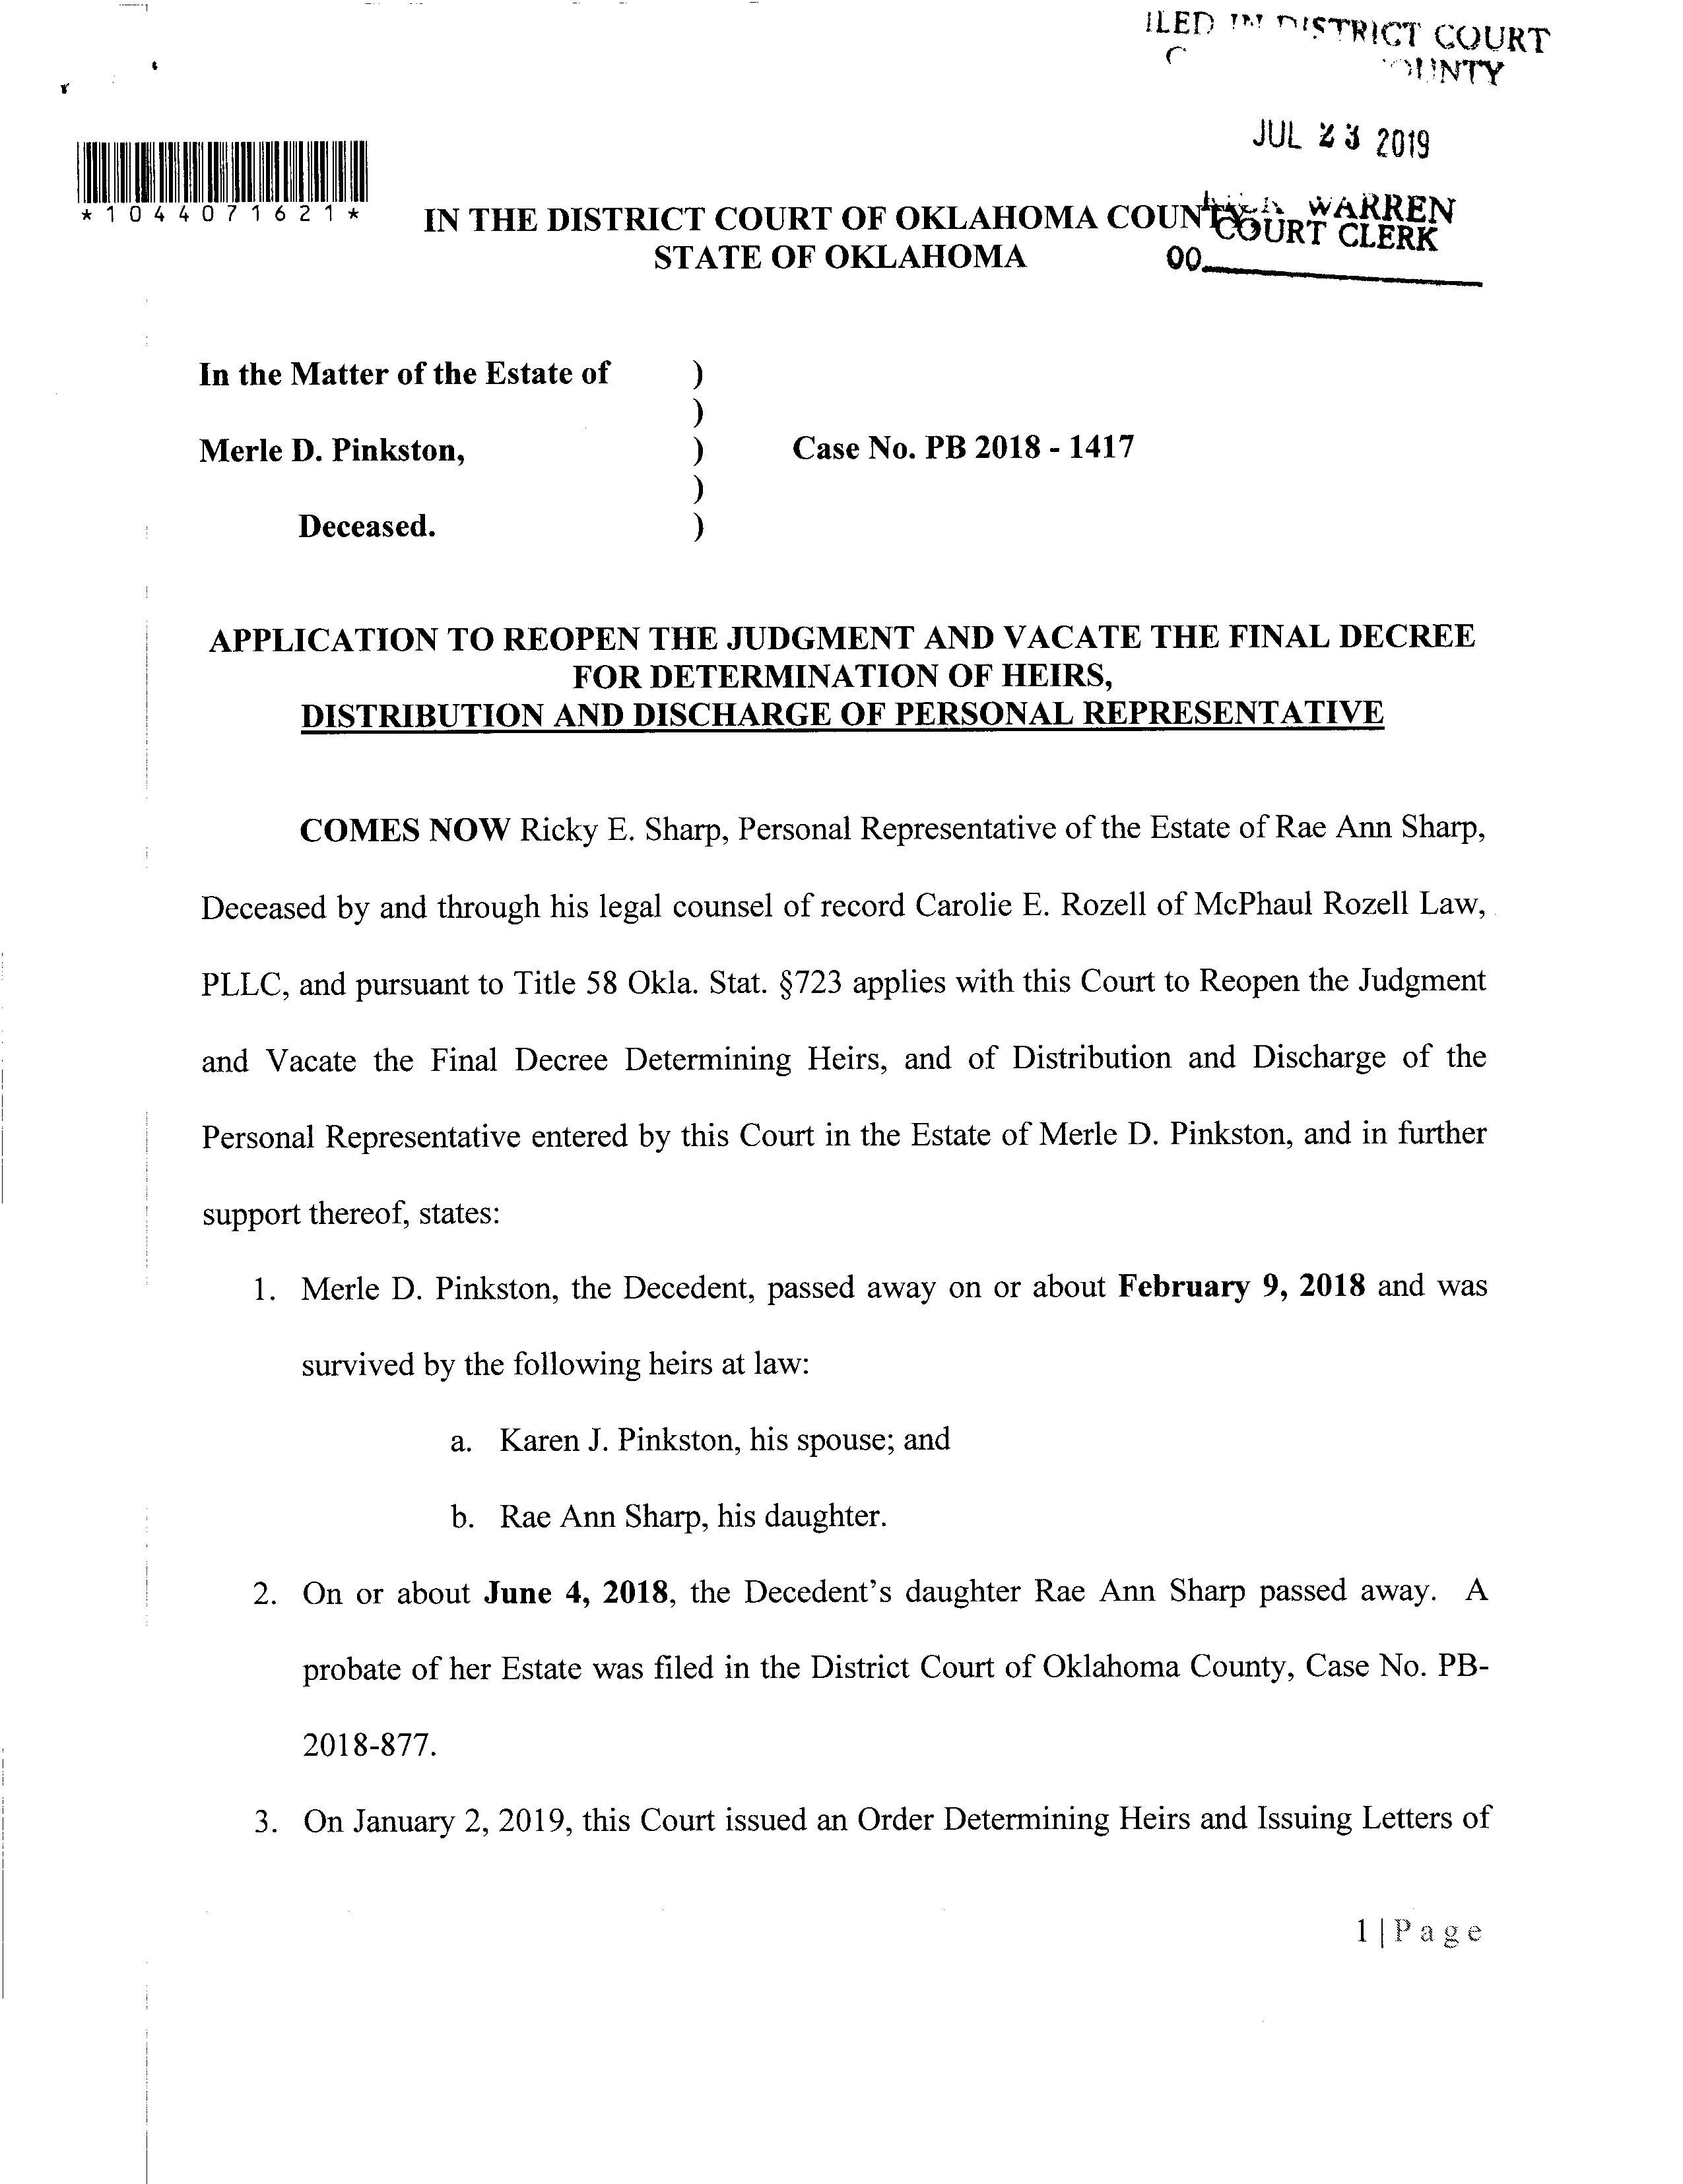 ILED DISTRICT COURT
JUL 23 2019
WARREN
COURT CLERK
00
*1044071621*
IN THE DISTRICT COURT OF OKLAHOMA COUNTY
STATE OF OKLAHOMA
In the Matter of the Estate of )
)
Merle D. Pinkston, ) Case No. PB 2018 - 1417
)
Deceased. )
APPLICATION TO REOPEN THE JUDGMENT AND VACATE THE FINAL DECREE
FOR DETERMINATION OF HEIRS,
DISTRIBUTION AND DISCHARGE OF PERSONAL REPRESENTATIVE
COMES NOW Ricky E. Sharp, Personal Representative of the Estate of Rae Ann Sharp,
Deceased by and through his legal counsel of record Carolie E. Rozell of McPhaul Rozell Law,
PLLC, and pursuant to Title 58 Okla. Stat. §723 applies with this Court to Reopen the Judgment
and Vacate the Final Decree Determining Heirs, and of Distribution and Discharge of the
Personal Representative entered by this Court in the Estate of Merle D. Pinkston, and in further
support thereof, states:
1. Merle D. Pinkston, the Decedent, passed away on or about February 9, 2018 and was
survived by the following heirs at law:
a. Karen J. Pinkston, his spouse; and
b. Rae Ann Sharp, his daughter.
2. On or about June 4, 2018, the Decedent's daughter Rae Ann Sharp passed away. A
probate of her Estate was filed in the District Court of Oklahoma County, Case No. PB-
2018-877.
3. On January 2, 2019, this Court issued an Order Determining Heirs and Issuing Letters of
1 | Page